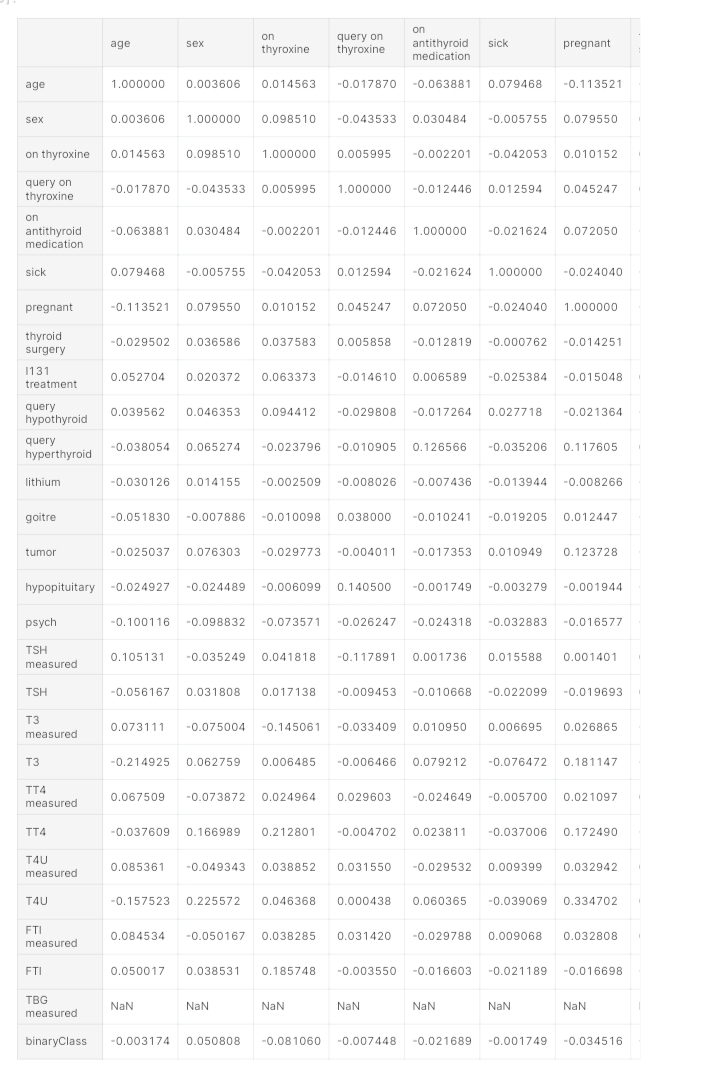 age sex on thyroxine query on thyroxine on antithyroid medication sick pregnant
age 1.000000 0.003606 0.014563 -0.017870 -0.063881 0.079468 -0.113521
sex 0.003606 1.000000 0.098510 -0.043533 0.030484 -0.005755 0.079550
on thyroxine 0.014563 0.098510 1.000000 0.005995 -0.002201 -0.042053 0.010152
query on thyroxine -0.017870 -0.043533 0.005995 1.000000 -0.012446 0.012594 0.045247
on antithyroid medication -0.063881 0.030484 -0.002201 -0.012446 1.000000 -0.021624 0.072050
sick 0.079468 -0.005755 -0.042053 0.012594 -0.021624 1.000000 -0.024040
pregnant -0.113521 0.079550 0.010152 0.045247 0.072050 -0.024040 1.000000
thyroid surgery -0.029502 0.036586 0.037583 0.005858 -0.012819 -0.000762 -0.014251
I131 treatment 0.052704 0.020372 0.063373 -0.014610 0.006589 -0.025384 -0.015048
query hypothyroid 0.039562 0.046353 0.094412 -0.029808 -0.017264 0.027718 -0.021364
query hyperthyroid -0.038054 0.065274 -0.023796 -0.010905 0.126566 -0.035206 0.117605
lithium -0.030126 0.014155 -0.002509 -0.008026 -0.007436 -0.013944 -0.008266
goitre -0.051830 -0.007886 -0.010098 0.038000 -0.010241 -0.019205 0.012447
tumor -0.025037 0.076303 -0.029773 -0.004011 -0.017353 0.010949 0.123728
hypopituitary -0.024927 -0.024489 -0.006099 0.140500 -0.001749 -0.003279 -0.001944
psych -0.100116 -0.098832 -0.073571 -0.026247 -0.024318 -0.032883 -0.016577
TSH measured 0.105131 -0.035249 0.041818 -0.117891 0.001736 0.015588 0.001401
TSH -0.056167 0.031808 0.017138 -0.009453 -0.010668 -0.022099 -0.019693
T3 measured 0.073111 -0.075004 -0.145061 -0.033409 0.010950 0.006695 0.026865
T3 -0.214925 0.062759 0.006485 -0.006466 0.079212 -0.076472 0.181147
TT4 measured 0.067509 -0.073872 0.024964 0.029603 -0.024649 -0.005700 0.021097
TT4 -0.037609 0.166989 0.212801 -0.004702 0.023811 -0.037006 0.172490
T4U measured 0.085361 -0.049343 0.038852 0.031550 -0.029532 0.009399 0.032942
T4U -0.157523 0.225572 0.046368 0.000438 0.060365 -0.039069 0.334702
FTI measured 0.084534 -0.050167 0.038285 0.031420 -0.029788 0.009068 0.032808
FTI 0.050017 0.038531 0.185748 -0.003550 -0.016603 -0.021189 -0.016698
TBG measured NaN NaN NaN NaN NaN NaN NaN
binaryClass -0.003174 0.050808 -0.081060 -0.007448 -0.021689 -0.001749 -0.034516